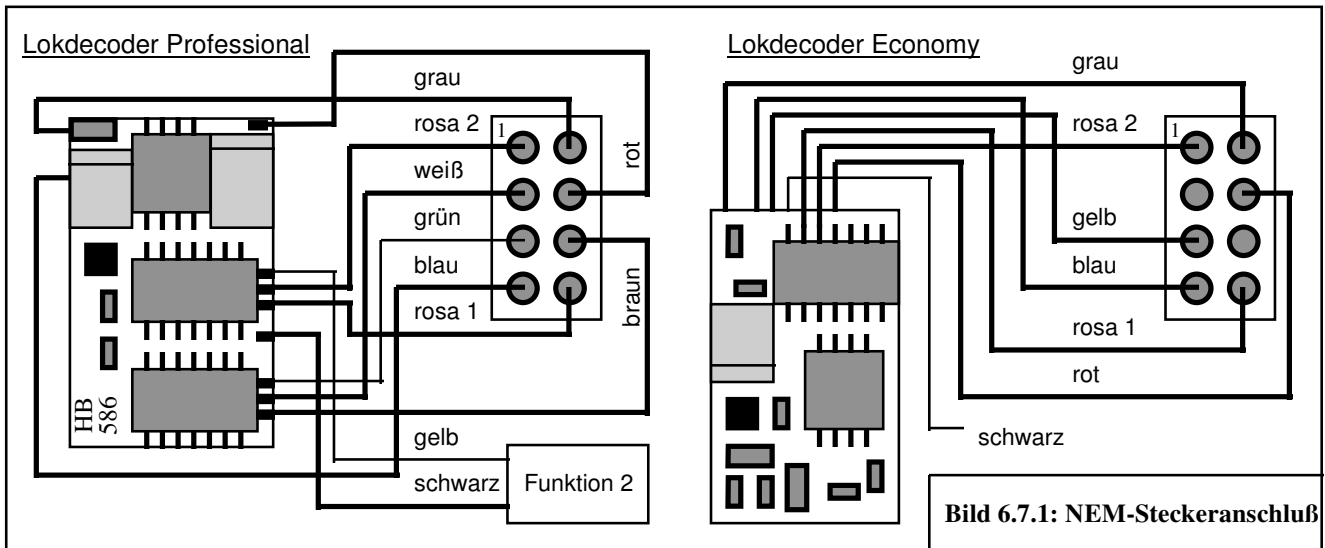 Lokdecoder Professional
grau
rosa 2
weiß
grün
blau
rosa 1
rot
braun
1
HB
586
gelb
schwarz
Funktion 2
Lokdecoder Economy
grau
rosa 2
1
gelb
blau
rosa 1
rot
schwarz
Bild 6.7.1: NEM-Steckeranschluß